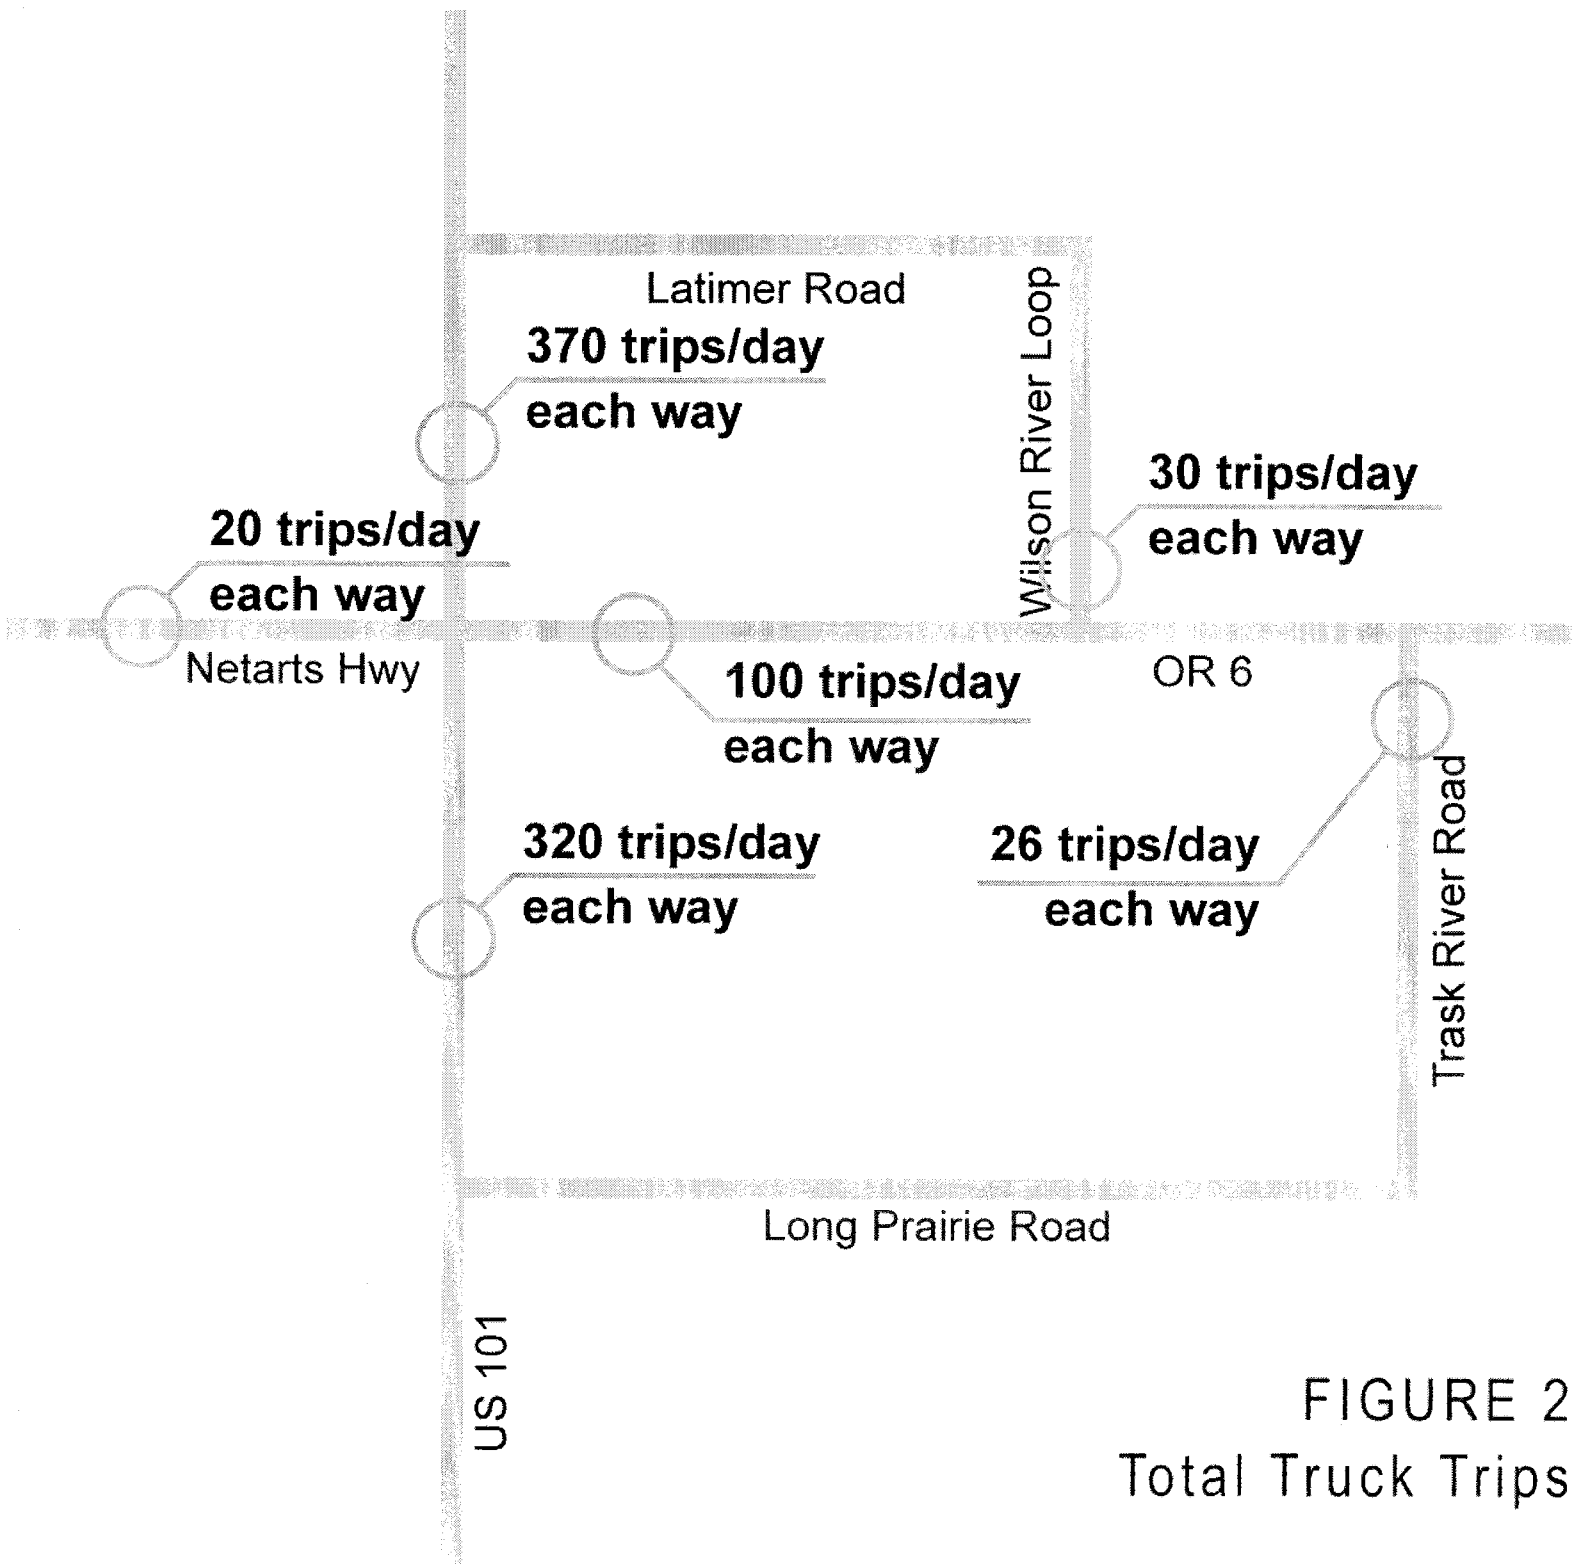 Latimer Road
370 trips/day
each way
Wilson River Loop
30 trips/day
each way
20 trips/day
each way
Netarts Hwy
OR 6
100 trips/day
each way
320 trips/day
each way
26 trips/day
each way
Trask River Road
Long Prairie Road
US 101
FIGURE 2
Total Truck Trips